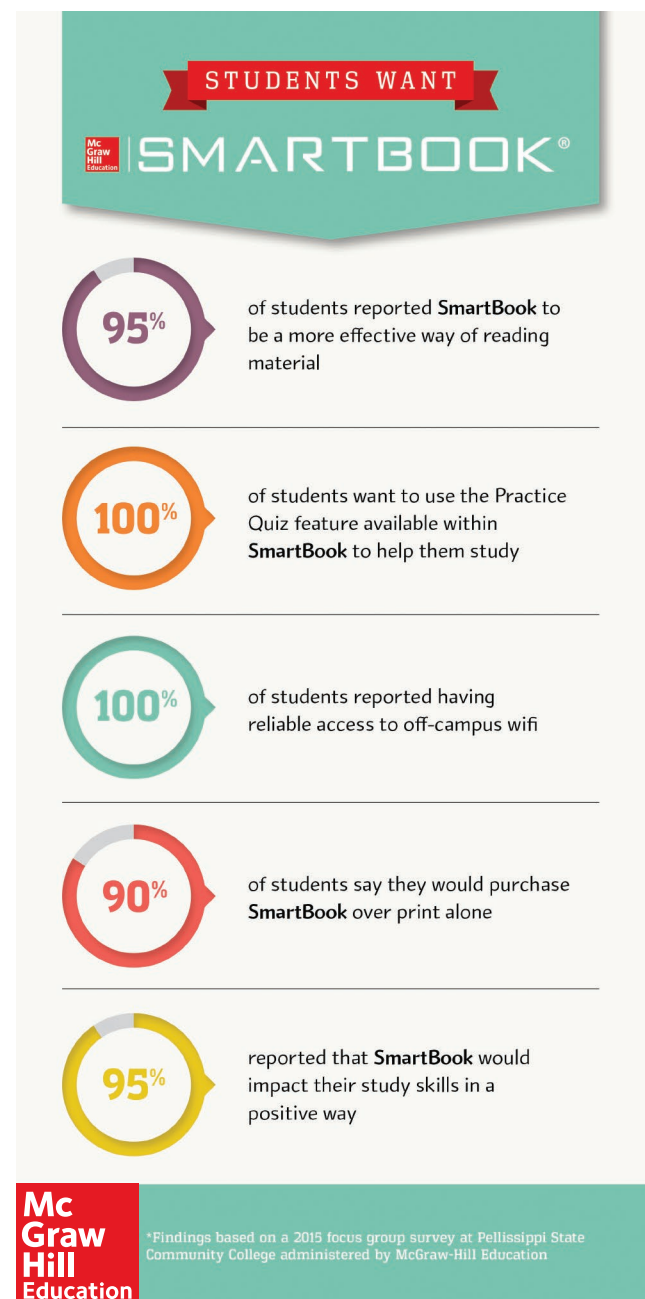 STUDENTS WANT
Mc
Graw
Hill
Education
SMARTBOOK®
95%
of students reported SmartBook to
be a more effective way of reading
material
100%
of students want to use the Practice
Quiz feature available within
SmartBook to help them study
100%
of students reported having
reliable access to off-campus wifi
90%
of students say they would purchase
SmartBook over print alone
95%
reported that SmartBook would
impact their study skills in a
positive way
Mc
Graw
Hill
Education
*Findings based on a 2015 focus group survey at Pellissippi State
Community College administered by McGraw-Hill Education